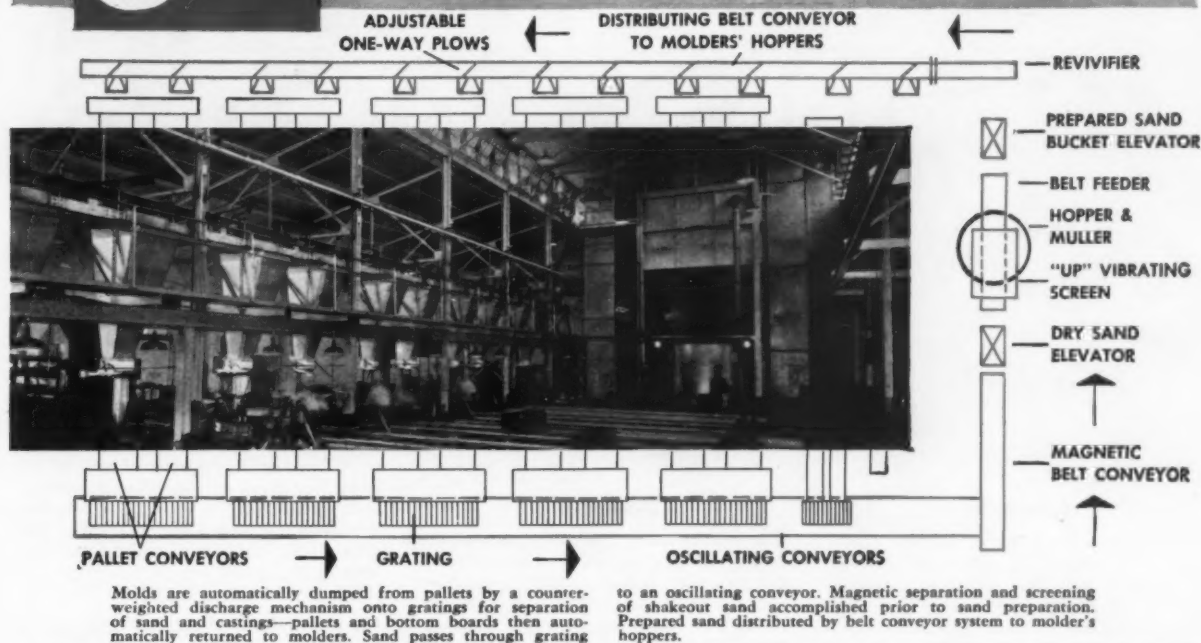 ADJUSTABLE
ONE-WAY PLOWS
DISTRIBUTING BELT CONVEYOR
TO MOLDERS' HOPPERS
REVIVIFIER
PREPARED SAND
BUCKET ELEVATOR
BELT FEEDER
HOPPER &
MULLER
"UP" VIBRATING
SCREEN
DRY SAND
ELEVATOR
MAGNETIC
BELT CONVEYOR
PALLET CONVEYORS
GRATING
OSCILLATING CONVEYORS
Molds are automatically dumped from pallets by a counter-
weighted discharge mechanism onto gratings for separation
of sand and castings—pallets and bottom boards then auto-
matically returned to molders. Sand passes through grating
to an oscillating conveyor. Magnetic separation and screening
of shakeout sand accomplished prior to sand preparation.
Prepared sand distributed by belt conveyor system to molder's
hoppers.